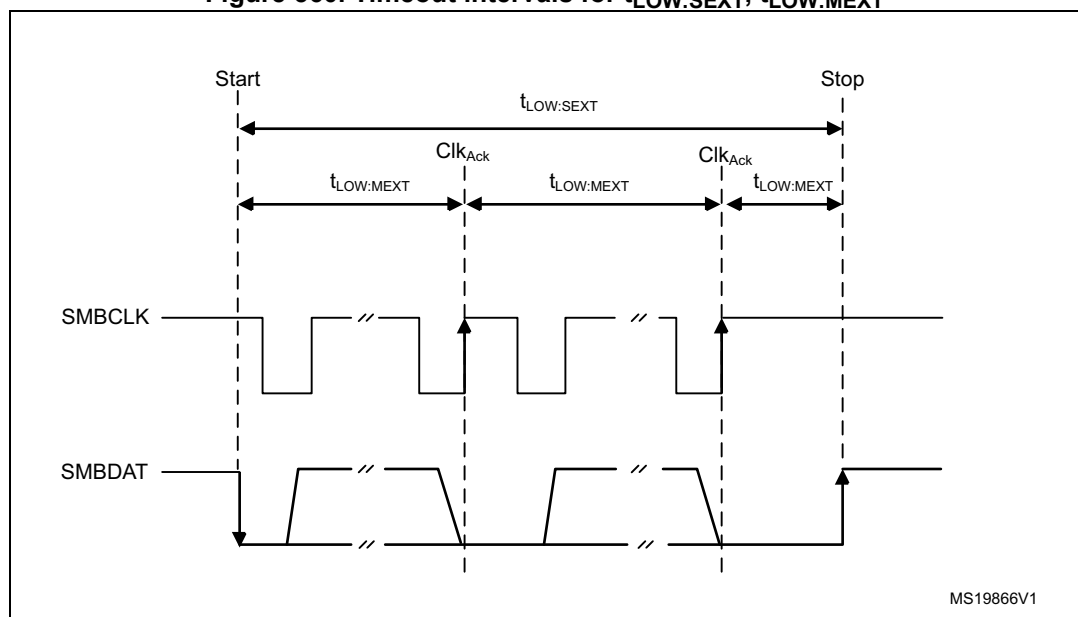 Start Stop
tLOW:SEXT
ClkAck ClkAck
tLOW:MEXT tLOW:MEXT tLOW:MEXT
SMBCLK
SMBDAT
MS19866V1